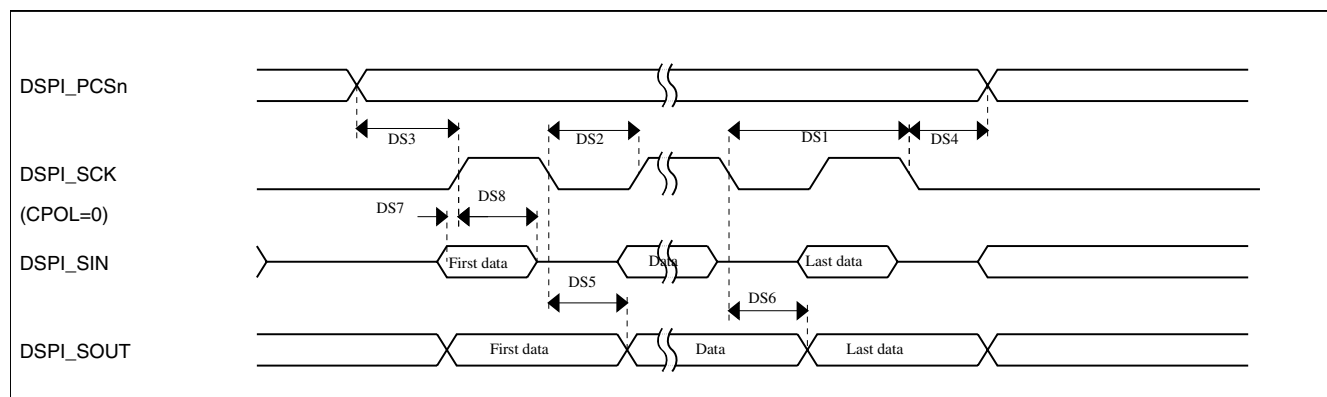 DSPI_PCSn
DS3
DS2
DS1
DS4
DSPI_SCK
(CPOL=0)
DS7
DS8
DSPI_SIN
First data
Data
Last data
DS5
DS6
DSPI_SOUT
First data
Data
Last data